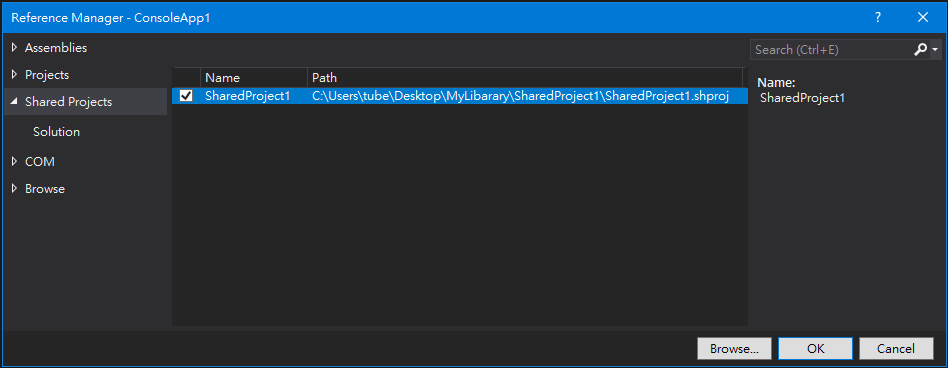 Reference Manager - ConsoleApp1
?
Assemblies
Projects
Shared Projects
Solution
COM
Browse
Name Path
SharedProject1 C:\Users\tube\Desktop\MyLibarary\SharedProject1\SharedProject1.shproj
Search (Ctrl+E)
Name:
SharedProject1
Browse... OK Cancel